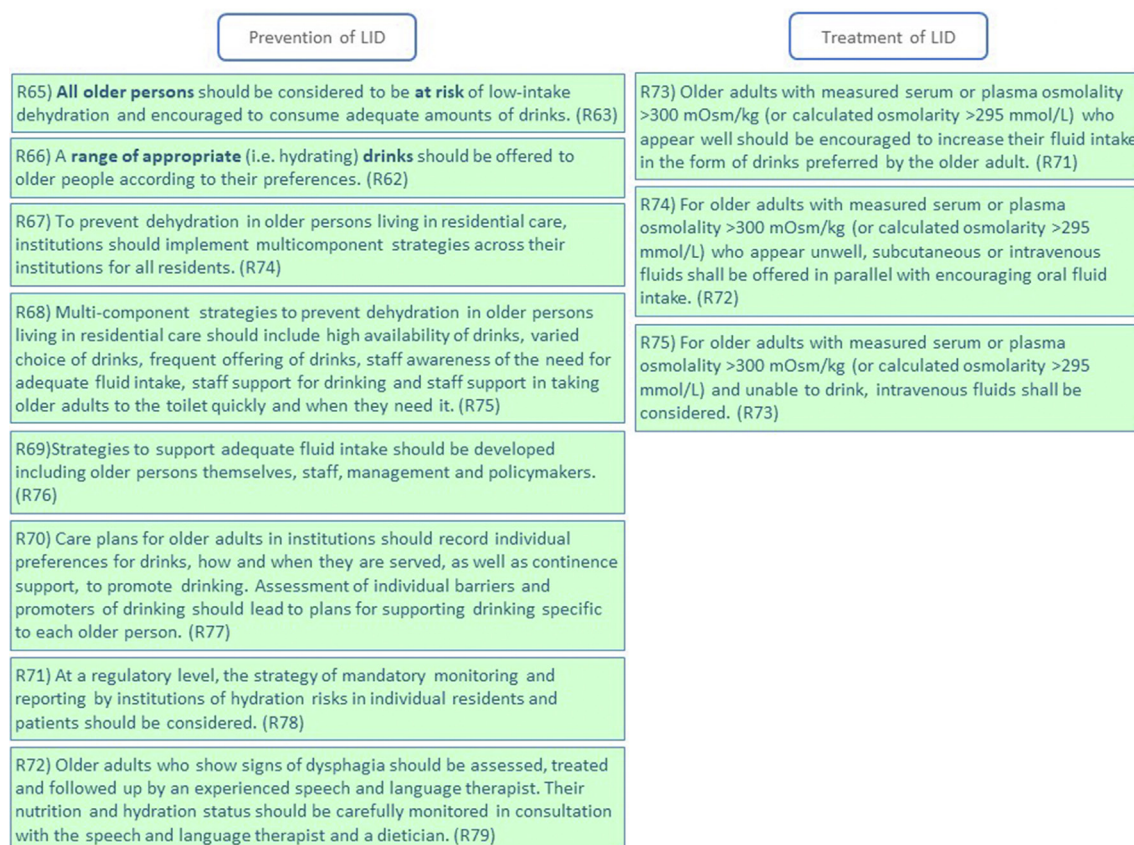 Prevention of LID
R65) All older persons should be considered to be at risk of low-intake
dehydration and encouraged to consume adequate amounts of drinks. (R63)
R66) A range of appropriate (i.e. hydrating) drinks should be offered to
older people according to their preferences. (R62)
R67) To prevent dehydration in older persons living in residential care,
institutions should implement multicomponent strategies across their
institutions for all residents. (R74)
R68) Multi-component strategies to prevent dehydration in older persons
living in residential care should include high availability of drinks, varied
choice of drinks, frequent offering of drinks, staff awareness of the need for
adequate fluid intake, staff support for drinking and staff support in taking
older adults to the toilet quickly and when they need it. (R75)
R69)Strategies to support adequate fluid intake should be developed
including older persons themselves, staff, management and policymakers.
(R76)
R70) Care plans for older adults in institutions should record individual
preferences for drinks, how and when they are served, as well as continence
support, to promote drinking. Assessment of individual barriers and
promoters of drinking should lead to plans for supporting drinking specific
to each older person. (R77)
R71) At a regulatory level, the strategy of mandatory monitoring and
reporting by institutions of hydration risks in individual residents and
patients should be considered. (R78)
R72) Older adults who show signs of dysphagia should be assessed, treated
and followed up by an experienced speech and language therapist. Their
nutrition and hydration status should be carefully monitored in consultation
with the speech and language therapist and a dietician. (R79)
Treatment of LID
R73) Older adults with measured serum or plasma osmolality
>300 mOsm/kg (or calculated osmolarity >295 mmol/L) who
appear well should be encouraged to increase their fluid intake
in the form of drinks preferred by the older adult. (R71)
R74) For older adults with measured serum or plasma
osmolality >300 mOsm/kg (or calculated osmolarity >295
mmol/L) who appear unwell, subcutaneous or intravenous
fluids shall be offered in parallel with encouraging oral fluid
intake. (R72)
R75) For older adults with measured serum or plasma
osmolality >300 mOsm/kg (or calculated osmolarity >295
mmol/L) and unable to drink, intravenous fluids shall be
considered. (R73)